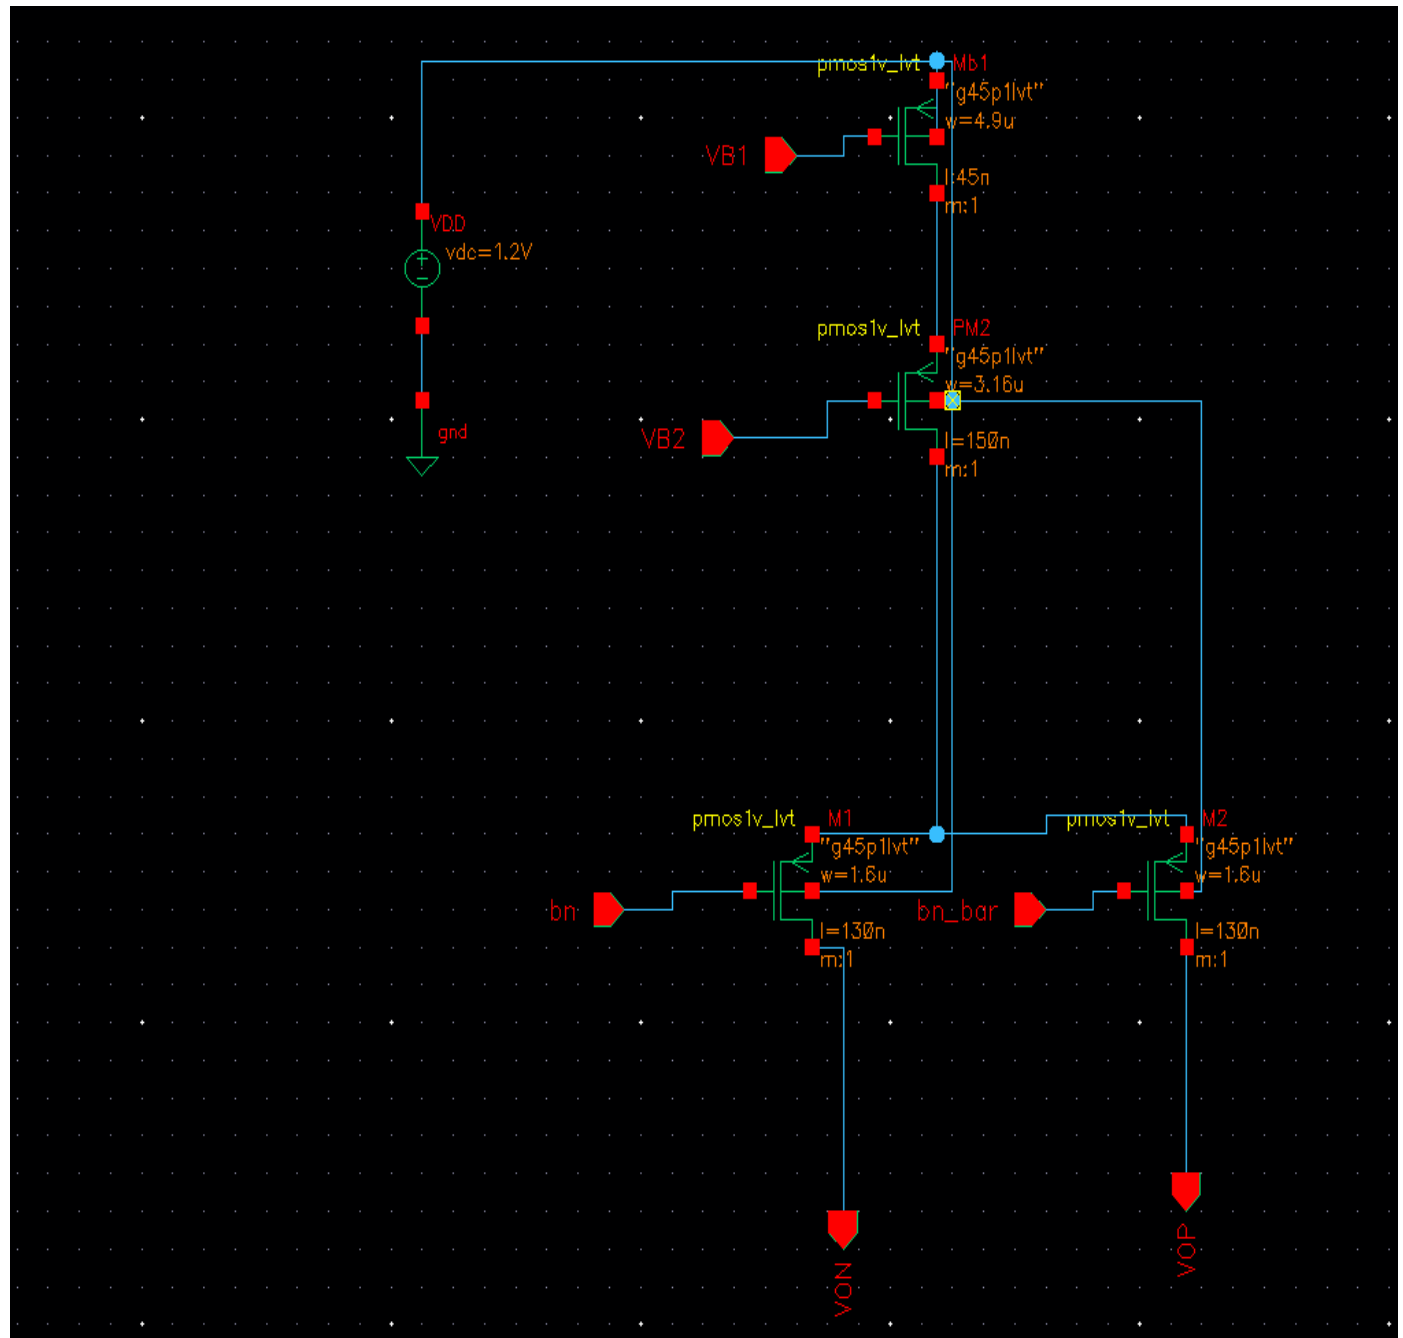 pmos1v_lvt
Mb1
"g45p1lvt"
w=4.9u
VB1
l:45n
m:1
VDD
vdc=1.2V
pmos1v_lvt
PM2
"g45p1lvt"
w=3.16u
gnd
VB2
l=150n
m:1
pmos1v_lvt
M1
pmos1v_lvt
M2
"g45p1lvt"
"g45p1lvt"
w=1.6u
w=1.6u
bn
bn_bar
l=130n
l=130n
m:1
m:1
VOP
VON